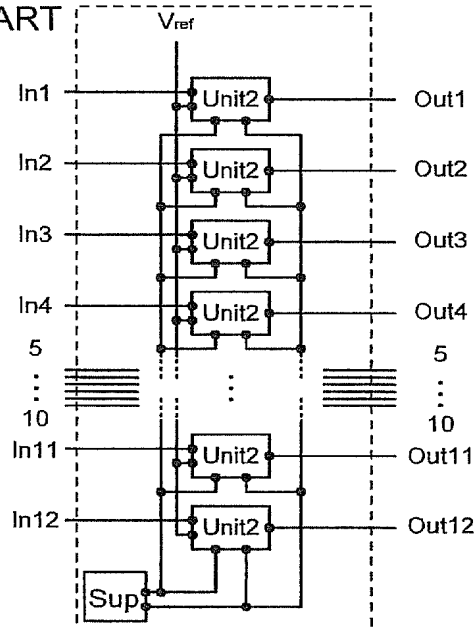 ART
Vref
In1 Unit2 Out1
In2 Unit2 Out2
In3 Unit2 Out3
In4 Unit2 Out4
5 5
⋮ ⋮ ⋮
10 10
In11 Unit2 Out11
In12 Unit2 Out12
Sup